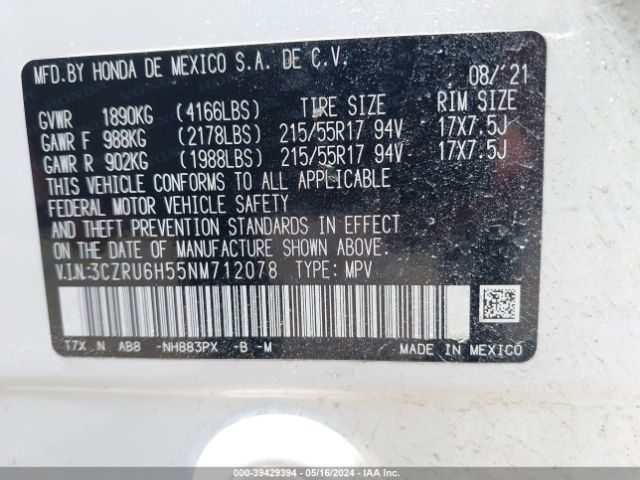 MFD.BY HONDA DE MEXICO S.A. DE C.V. 08/'21
GVWR 1890KG (4166LBS) TIRE SIZE RIM SIZE
GAWR F 988KG (2178LBS) 215/55R17 94V 17X7.5J
GAWR R 902KG (1988LBS) 215/55R17 94V 17X7.5J
THIS VEHICLE CONFORMS TO ALL APPLICABLE
FEDERAL MOTOR VEHICLE SAFETY
AND THEFT PREVENTION STANDARDS IN EFFECT
ON THE DATE OF MANUFACTURE SHOWN ABOVE.
V.I.N:3CZRU6H55NM712078 TYPE: MPV
T7X N AB8 -NH883PX -B -M MADE IN MEXICO
000-39429394 - 05/16/2024 - IAA Inc.